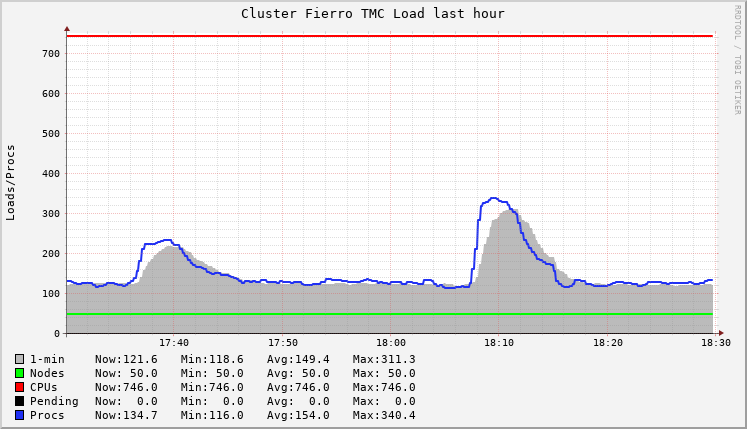 Cluster Fierro TMC Load last hour
RRDTOOL / TOBI OETIKER
Loads/Procs
700
600
500
400
300
200
100
0
17:40 17:50 18:00 18:10 18:20 18:30
1-min Now:121.6 Min:118.6 Avg:149.4 Max:311.3
Nodes Now: 50.0 Min: 50.0 Avg: 50.0 Max: 50.0
CPUs Now:746.0 Min:746.0 Avg:746.0 Max:746.0
Pending Now: 0.0 Min: 0.0 Avg: 0.0 Max: 0.0
Procs Now:134.7 Min:116.0 Avg:154.0 Max:340.4